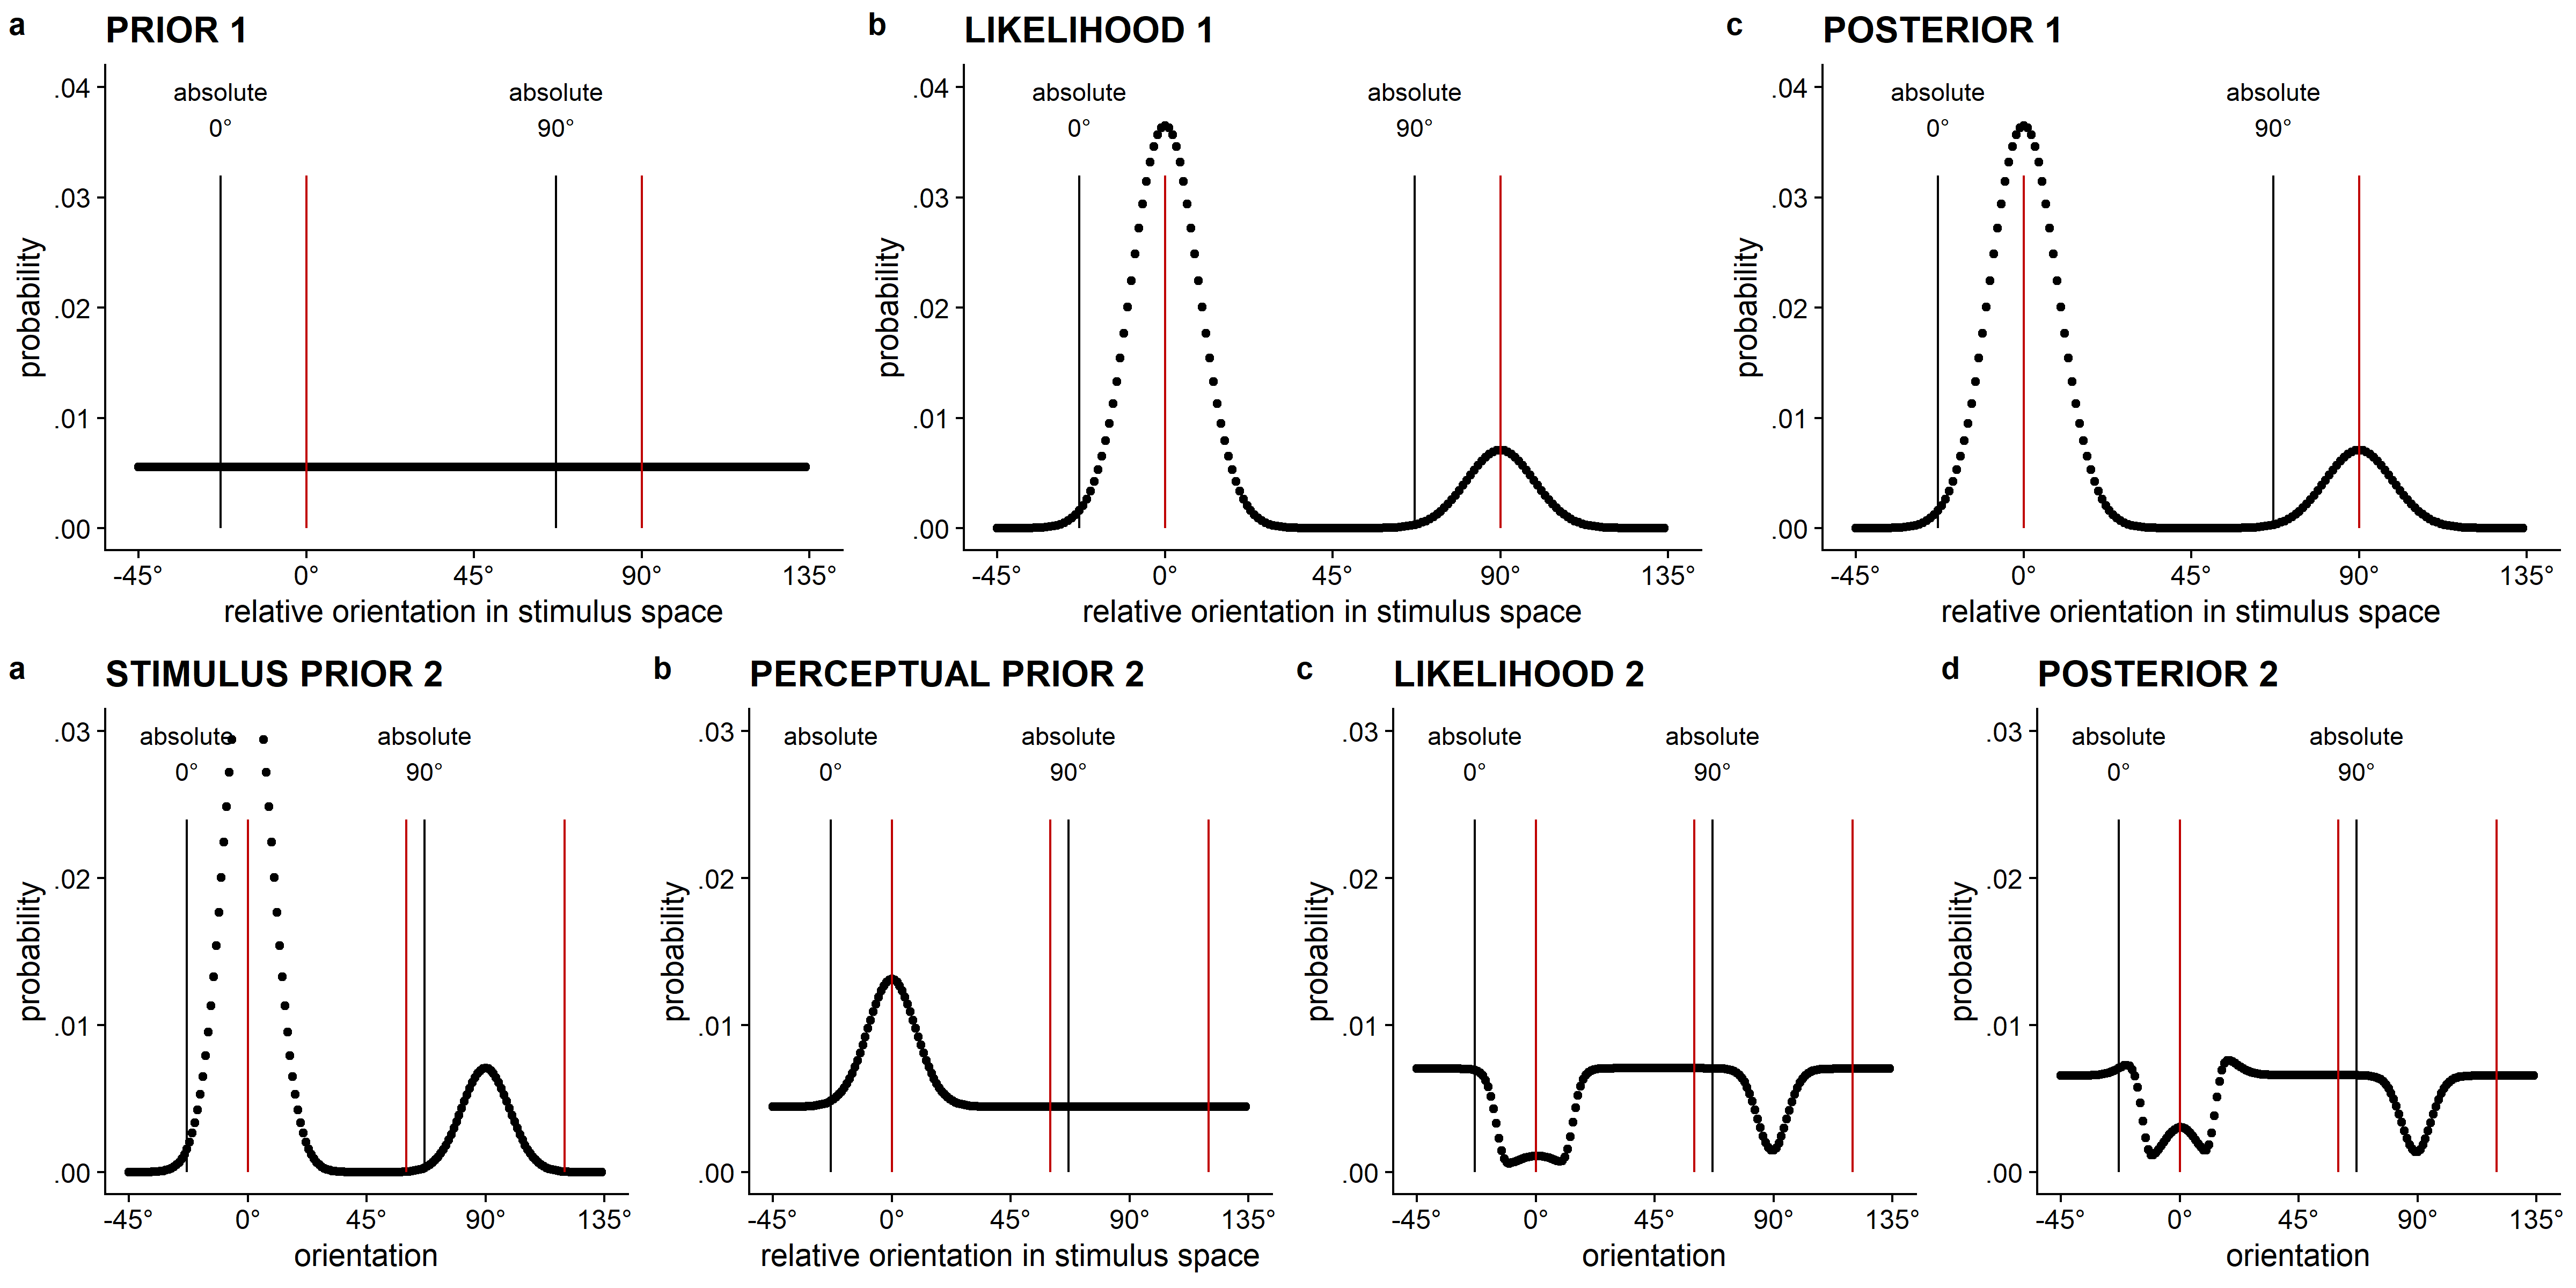 a PRIOR 1
absolute 0°
absolute 90°
.04
.03
.02
.01
.00
probability
-45° 0° 45° 90° 135°
relative orientation in stimulus space
b LIKELIHOOD 1
absolute 0°
absolute 90°
.04
.03
.02
.01
.00
probability
-45° 0° 45° 90° 135°
relative orientation in stimulus space
c POSTERIOR 1
absolute 0°
absolute 90°
.04
.03
.02
.01
.00
probability
-45° 0° 45° 90° 135°
relative orientation in stimulus space
a STIMULUS PRIOR 2
absolute 0°
absolute 90°
.03
.02
.01
.00
probability
-45° 0° 45° 90° 135°
orientation
b PERCEPTUAL PRIOR 2
absolute 0°
absolute 90°
.03
.02
.01
.00
probability
-45° 0° 45° 90° 135°
relative orientation in stimulus space
c LIKELIHOOD 2
absolute 0°
absolute 90°
.03
.02
.01
.00
probability
-45° 0° 45° 90° 135°
orientation
d POSTERIOR 2
absolute 0°
absolute 90°
.03
.02
.01
.00
probability
-45° 0° 45° 90° 135°
orientation